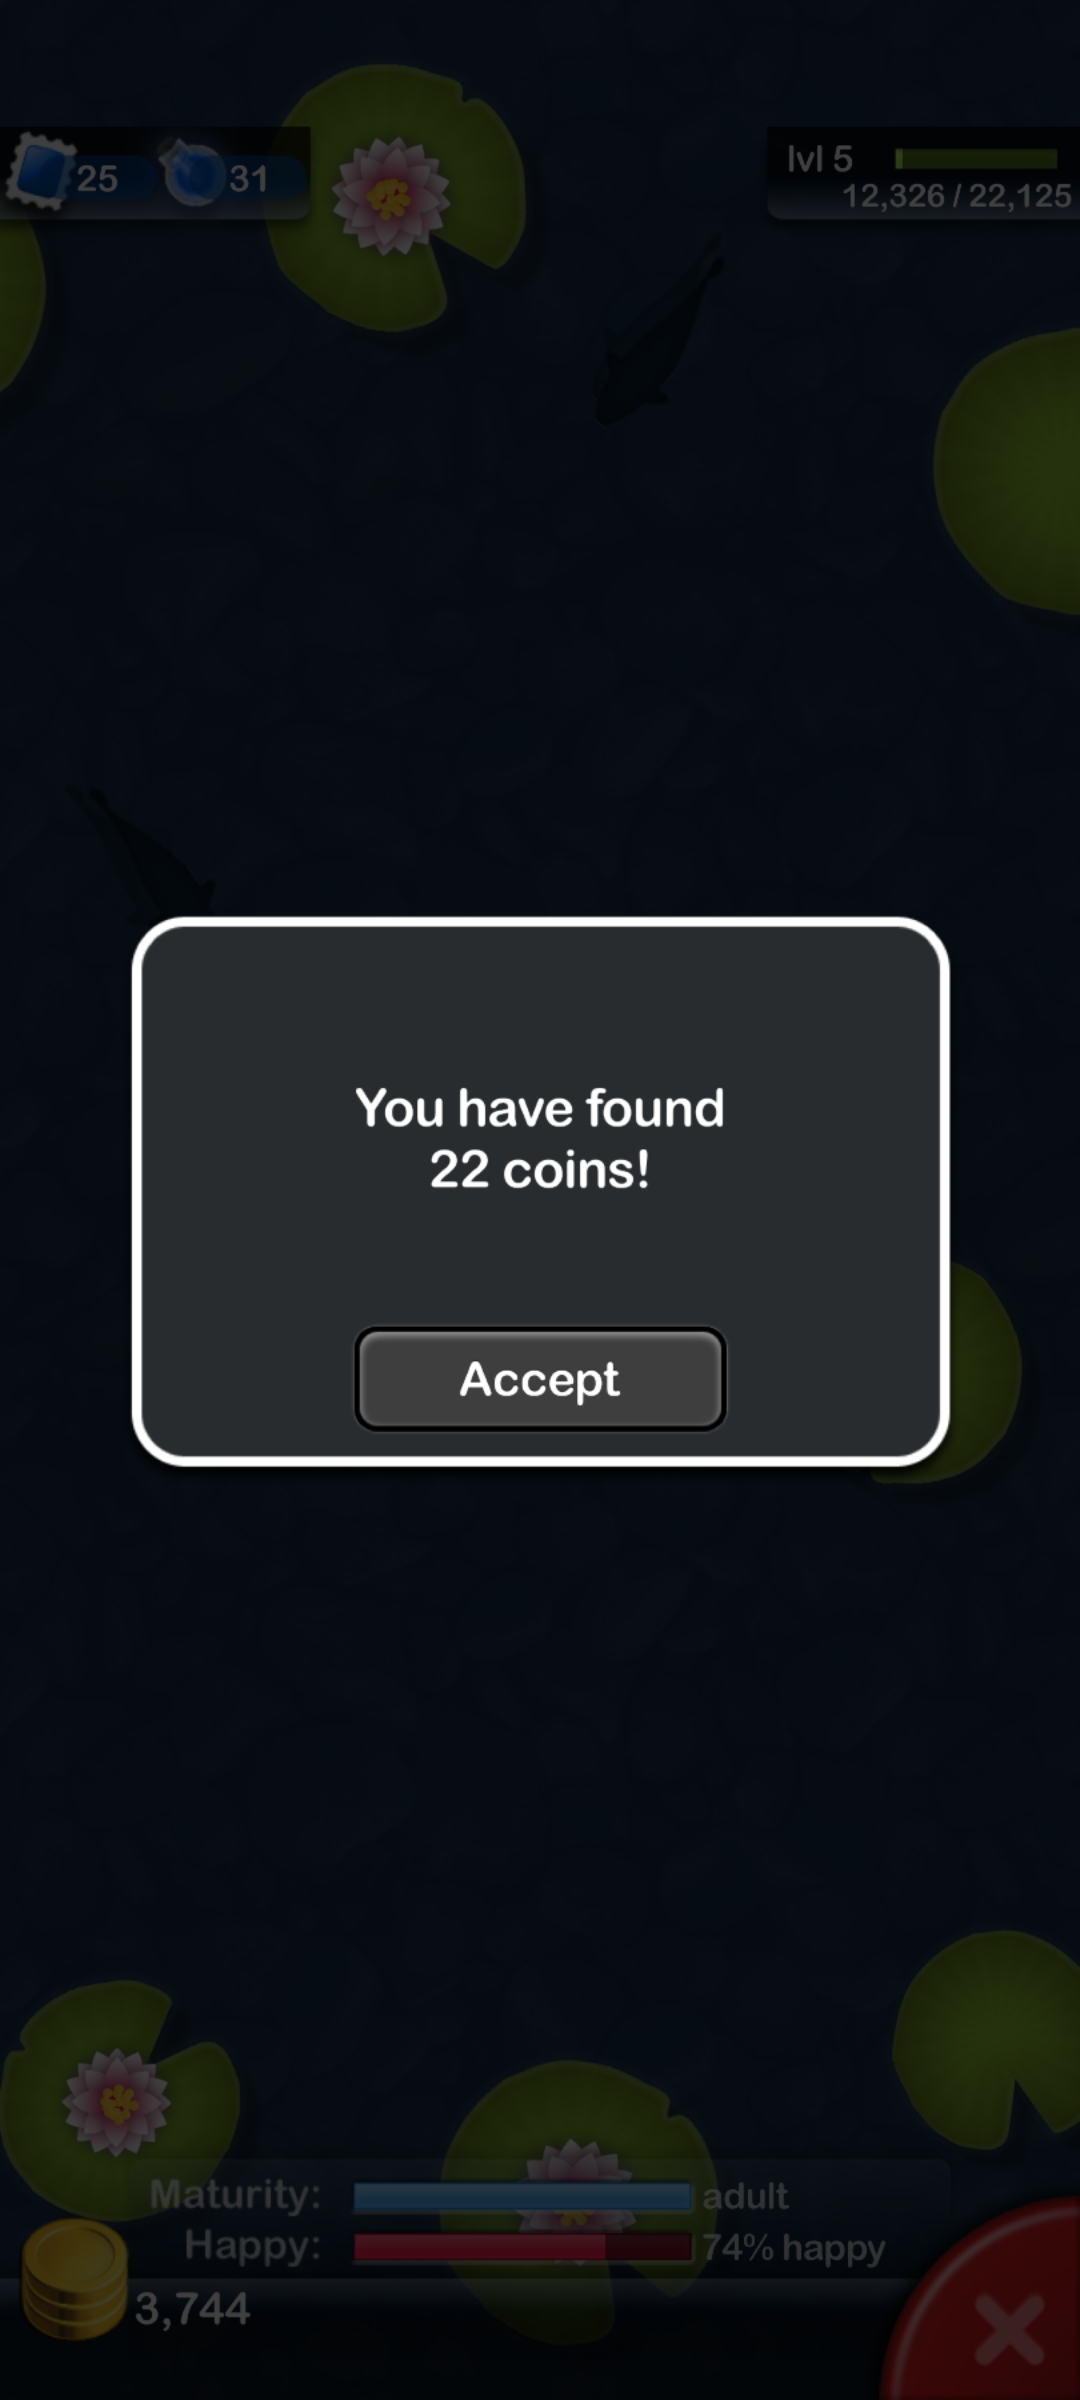 25 31
lvl 5
12,326 / 22,125
You have found
22 coins!
Accept
Maturity: adult
Happy: 74% happy
3,744